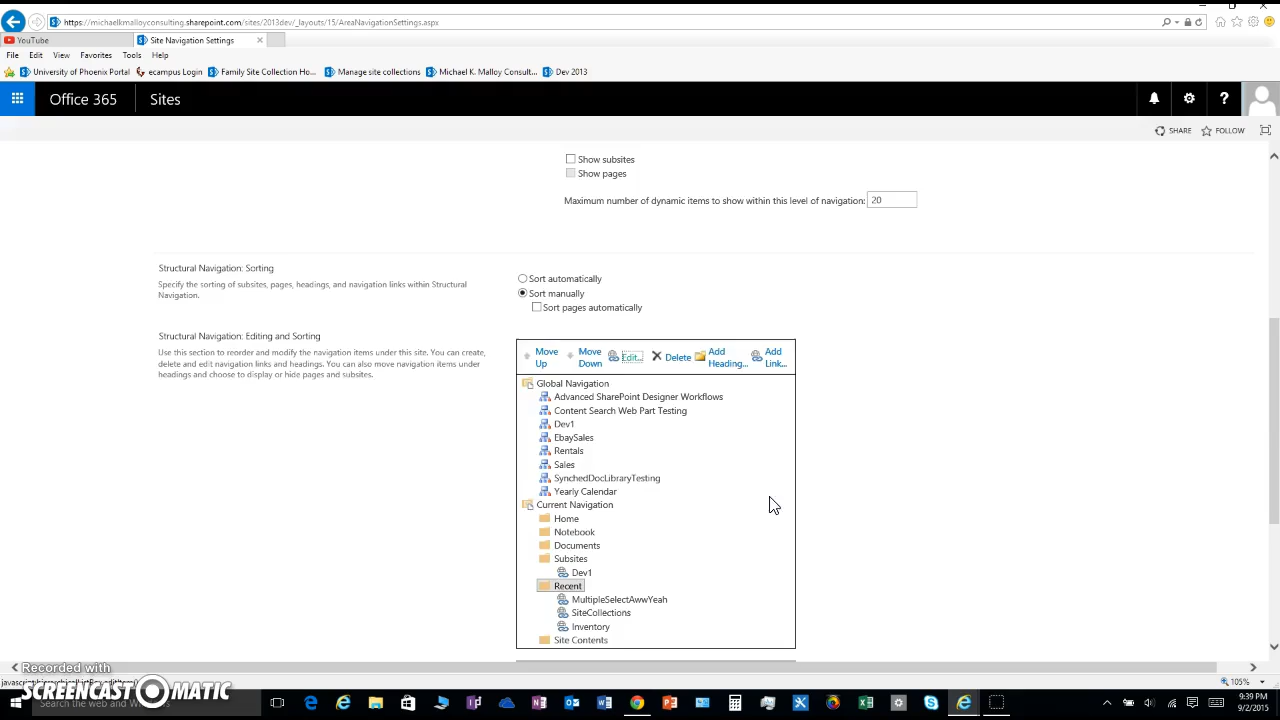 https://michaelkmalloyconsulting.sharepoint.com/sites/2013dev/_layouts/15/AreaNavigationSettings.aspx
YouTube
Site Navigation Settings
File Edit View Favorites Tools Help
University of Phoenix Portal ecampus Login Family Site Collection Ho... Manage site collections Michael K. Malloy Consult... Dev 2013
Office 365 Sites
SHARE FOLLOW
Show subsites
Show pages
Maximum number of dynamic items to show within this level of navigation: 20
Structural Navigation: Sorting
Specify the sorting of subsites, pages, headings, and navigation links within Structural
Navigation.
Sort automatically
Sort manually
Sort pages automatically
Structural Navigation: Editing and Sorting
Use this section to reorder and modify the navigation items under this site. You can create,
delete and edit navigation links and headings. You can also move navigation items under
headings and choose to display or hide pages and subsites.
Move Up
Move Down
Edit...
Delete
Add Heading...
Add Link...
Global Navigation
Advanced SharePoint Designer Workflows
Content Search Web Part Testing
Dev1
EbaySales
Rentals
Sales
SynchedDocLibraryTesting
Yearly Calendar
Current Navigation
Home
Notebook
Documents
Subsites
Dev1
Recent
MultipleSelectAwwYeah
SiteCollections
Inventory
Site Contents
Recorded with
SCREENCAST MATIC
105%
Search the web and Windows
9:39 PM
9/2/2015